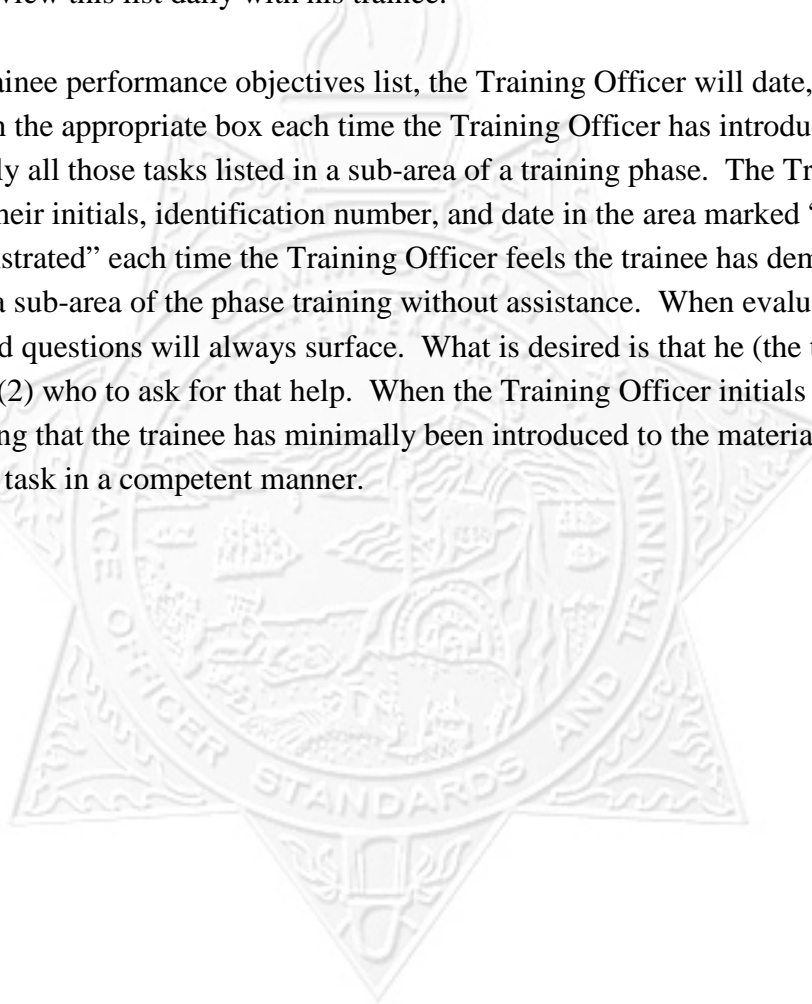 view this list daily with his trainee.
ainee performance objectives list, the Training Officer will date,
n the appropriate box each time the Training Officer has introdu
ly all those tasks listed in a sub-area of a training phase.  The Tr
heir initials, identification number, and date in the area marked “
strated” each time the Training Officer feels the trainee has dem
a sub-area of the phase training without assistance.  When evalu
d questions will always surface.  What is desired is that he (the t
(2) who to ask for that help.  When the Training Officer initials
ng that the trainee has minimally been introduced to the materia
task in a competent manner.
OFFICER STANDARDS AND TRAINING